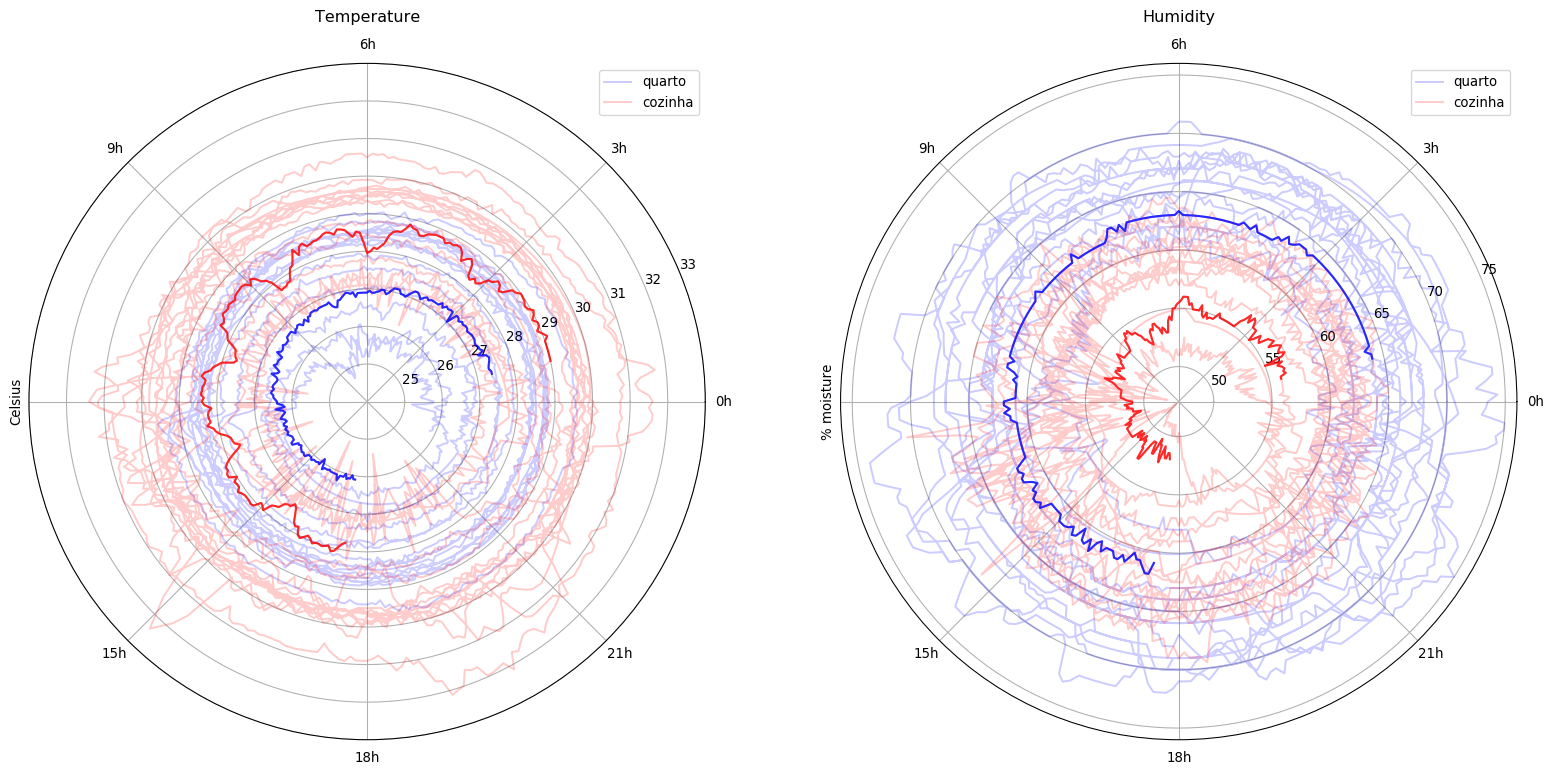 Temperature
6h
quarto
cozinha
9h
3h
33
32
31
30
29
28
27
26
25
Celsius
0h
15h
21h
18h
Humidity
6h
quarto
cozinha
9h
3h
75
70
65
60
55
50
% moisture
0h
15h
21h
18h